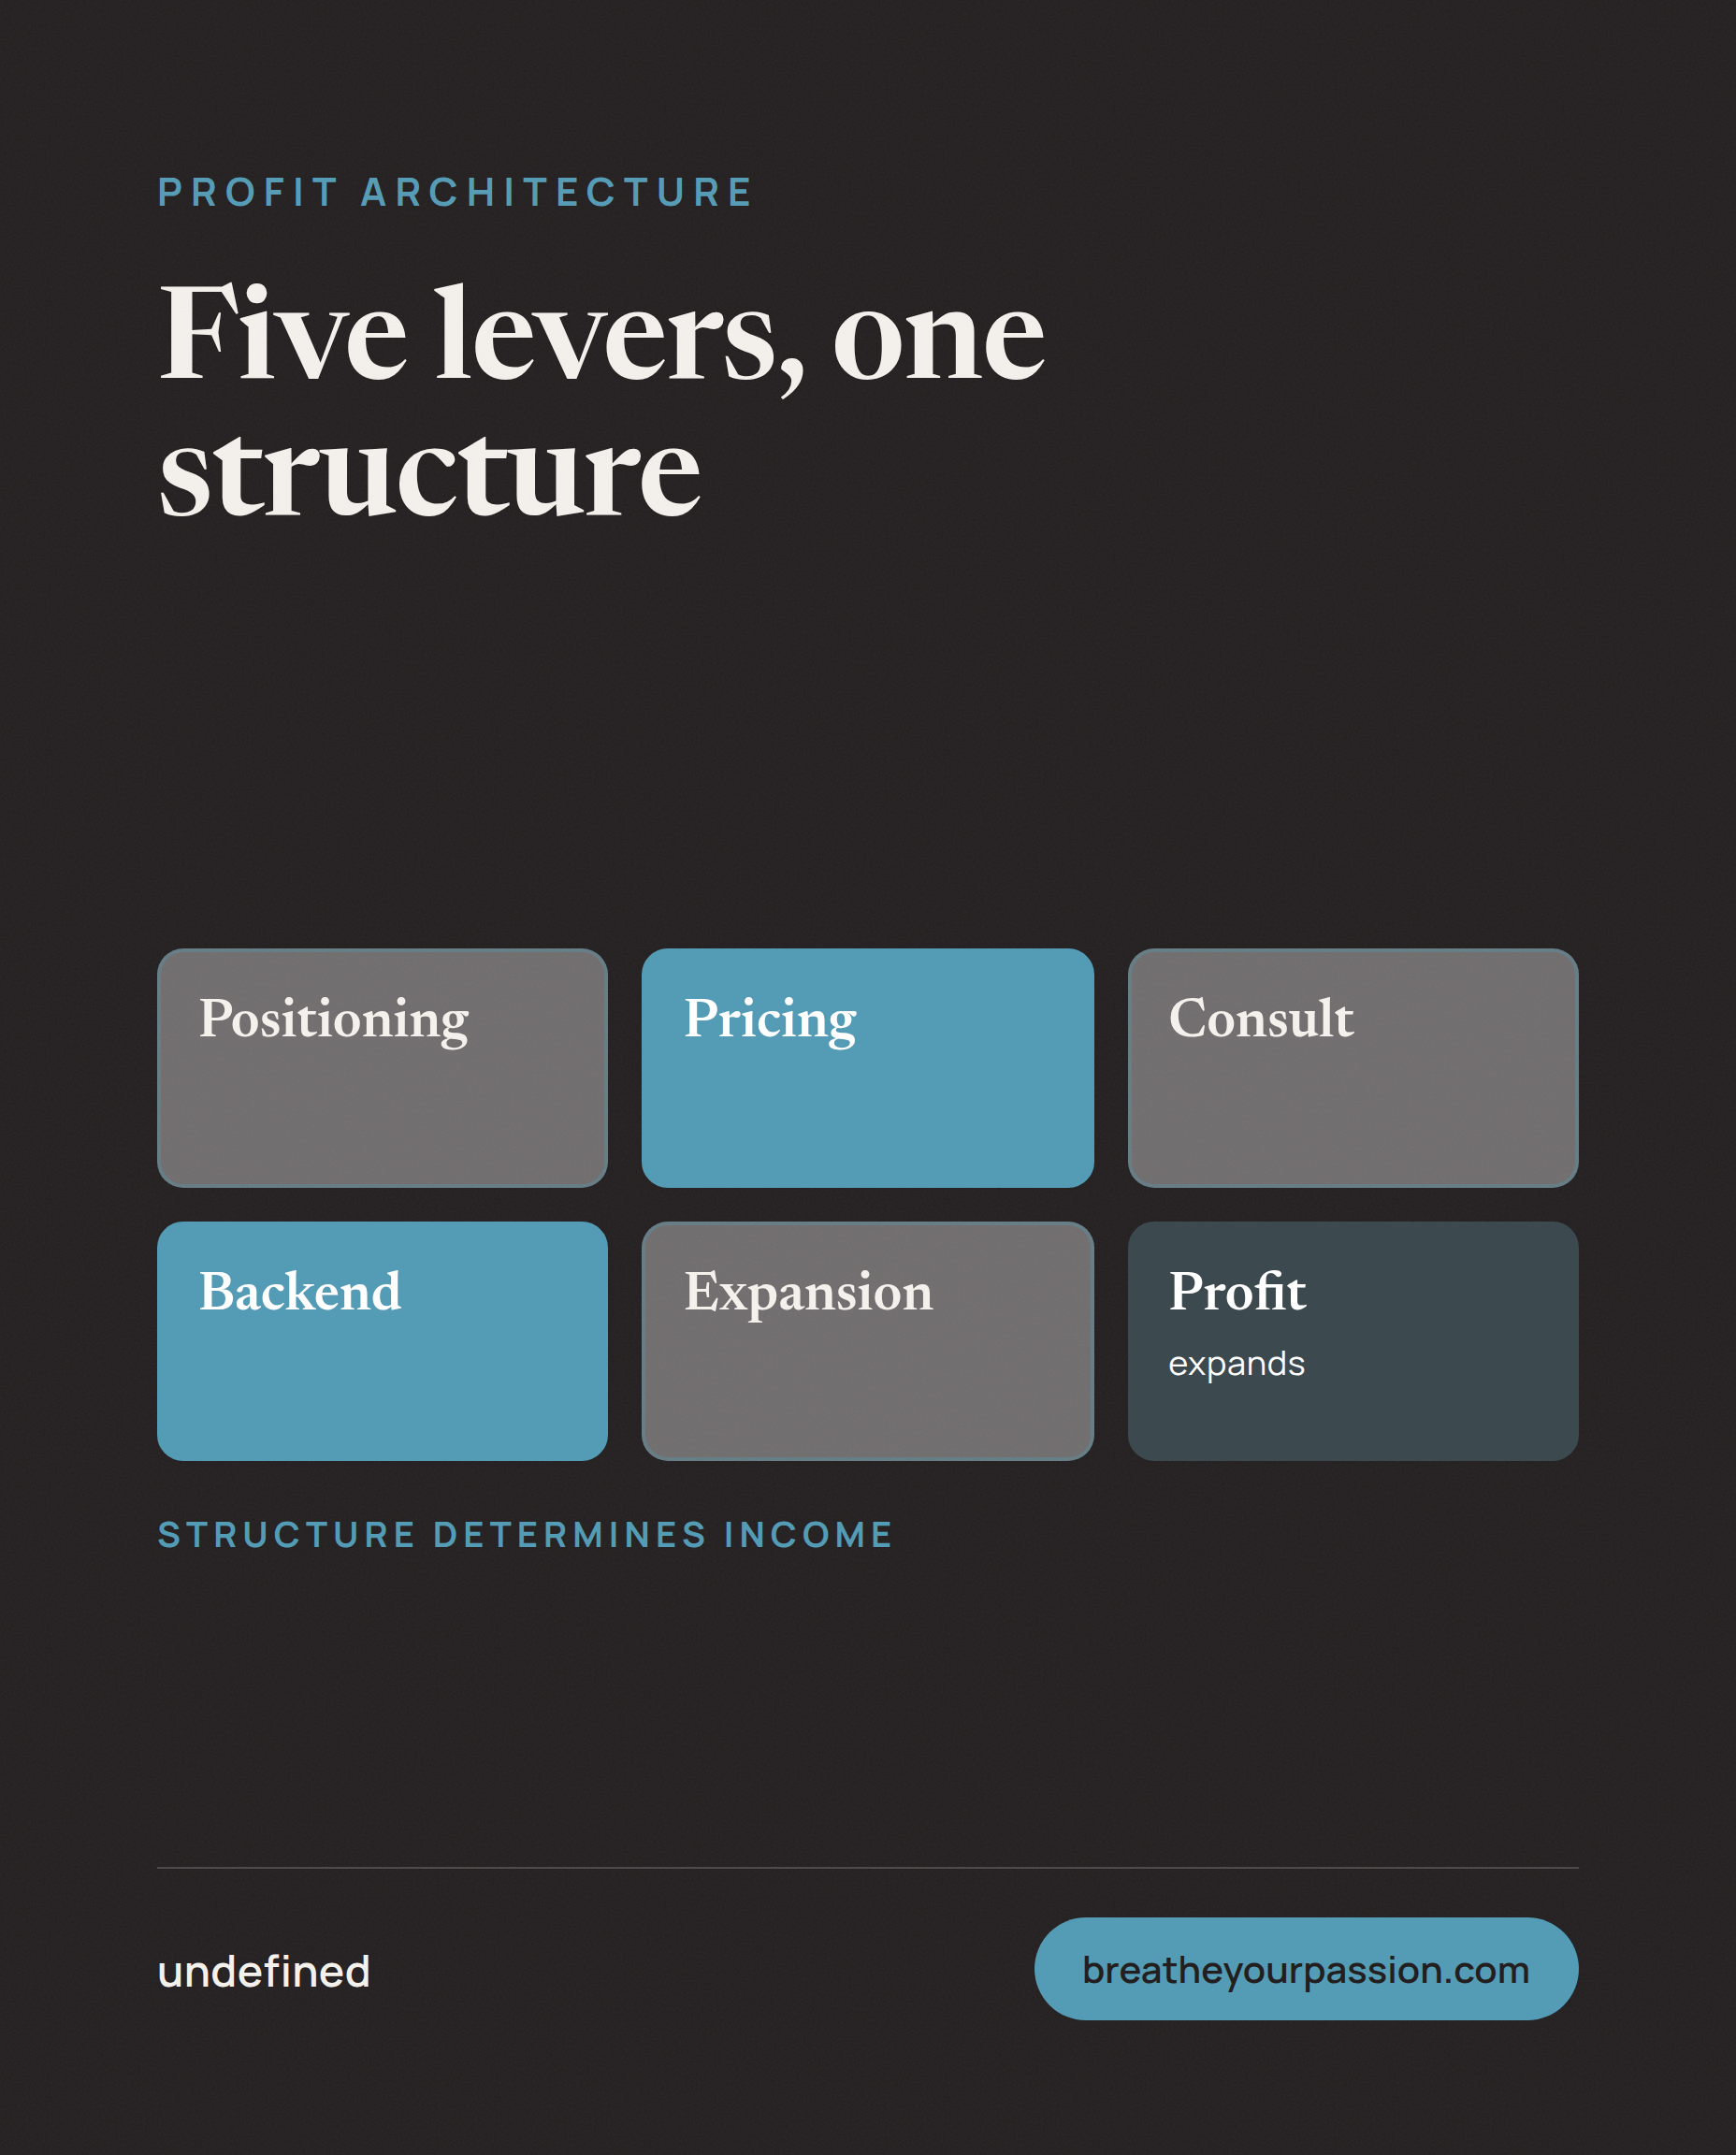 PROFIT ARCHITECTURE
Five levers, one
structure
Positioning
Pricing
Consult
Backend
Expansion
Profit
expands
STRUCTURE DETERMINES INCOME
undefined
breatheyourpassion.com